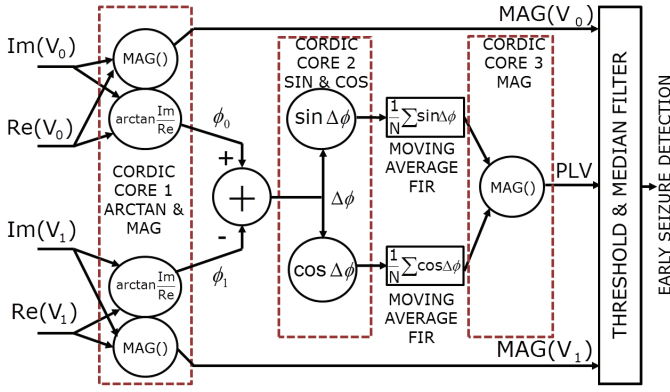 MAG(V0)
Im(V0)
Re(V0)
MAG()
arctan Im/Re
CORDIC
CORE 1
ARCTAN &
MAG
ϕ0
+
+
-
ϕ1
Im(V1)
Re(V1)
arctan Im/Re
MAG()
Δϕ
CORDIC
CORE 2
SIN & COS
sin Δϕ
cos Δϕ
1/N ∑sinΔϕ
MOVING
AVERAGE
FIR
1/N ∑cosΔϕ
MOVING
AVERAGE
FIR
CORDIC
CORE 3
MAG
MAG()
PLV
MAG(V1)
THRESHOLD & MEDIAN FILTER
EARLY SEIZURE DETECTION